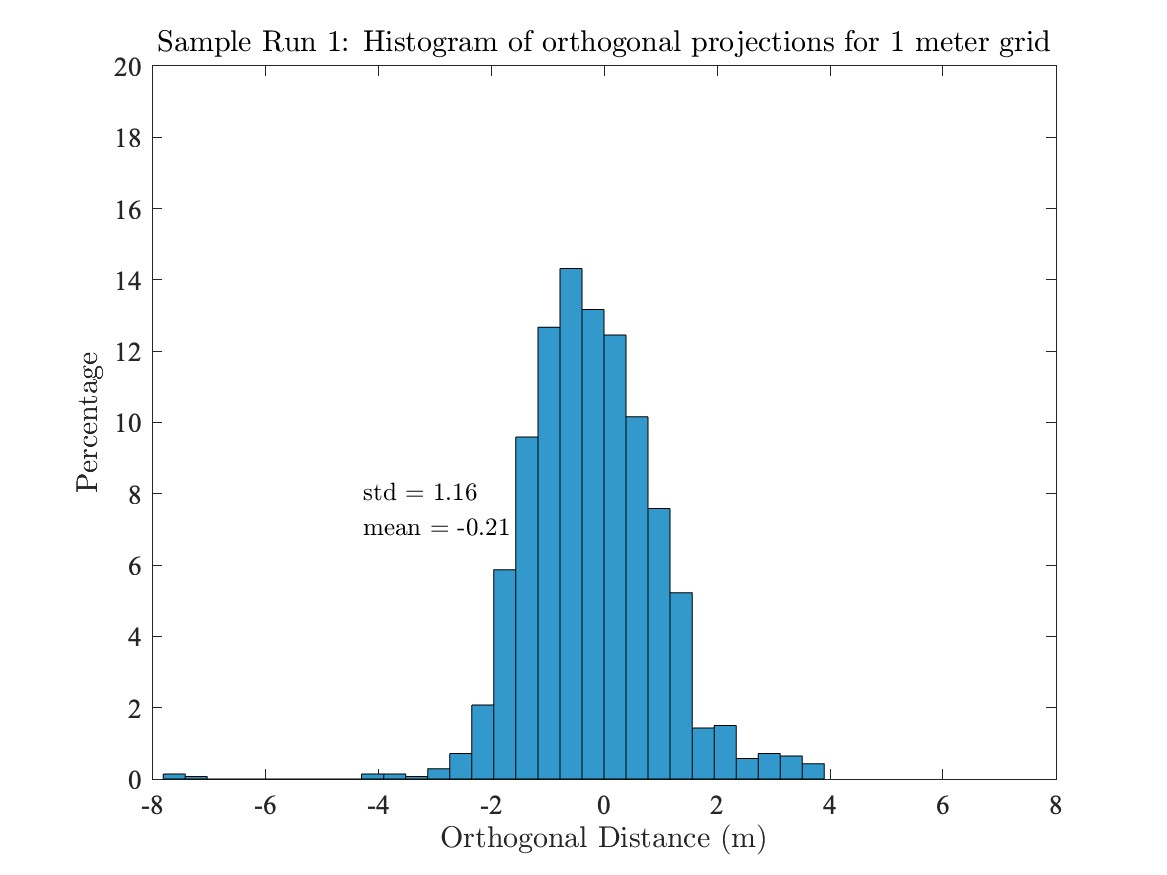 Sample Run 1: Histogram of orthogonal projections for 1 meter grid
20
18
16
14
12
10
8
6
4
2
0
Percentage
std = 1.16
mean = -0.21
-8 -6 -4 -2 0 2 4 6 8
Orthogonal Distance (m)